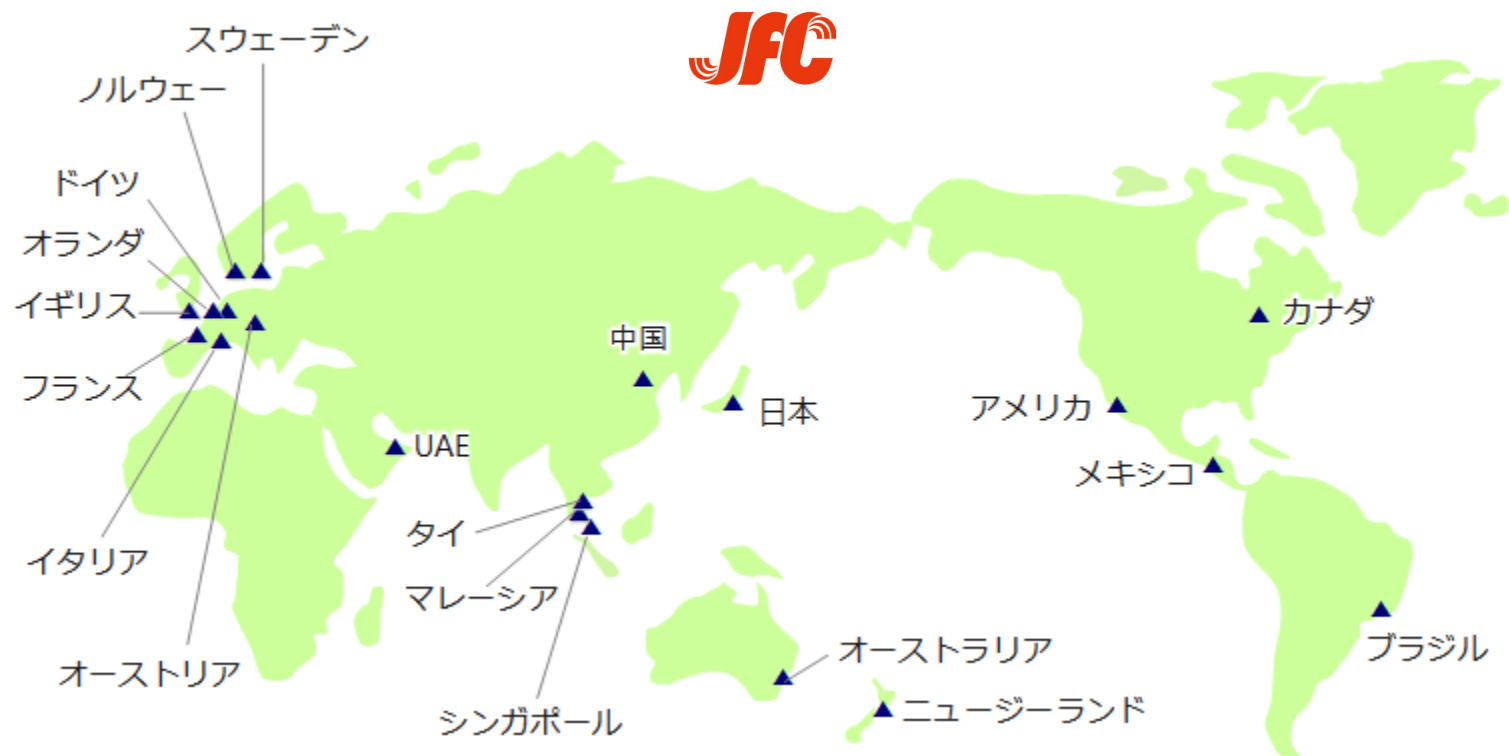 JFC
スウェーデン
ノルウェー
ドイツ
オランダ
イギリス
フランス
イタリア
オーストリア
UAE
中国
日本
タイ
マレーシア
シンガポール
オーストラリア
ニュージーランド
カナダ
アメリカ
メキシコ
ブラジル